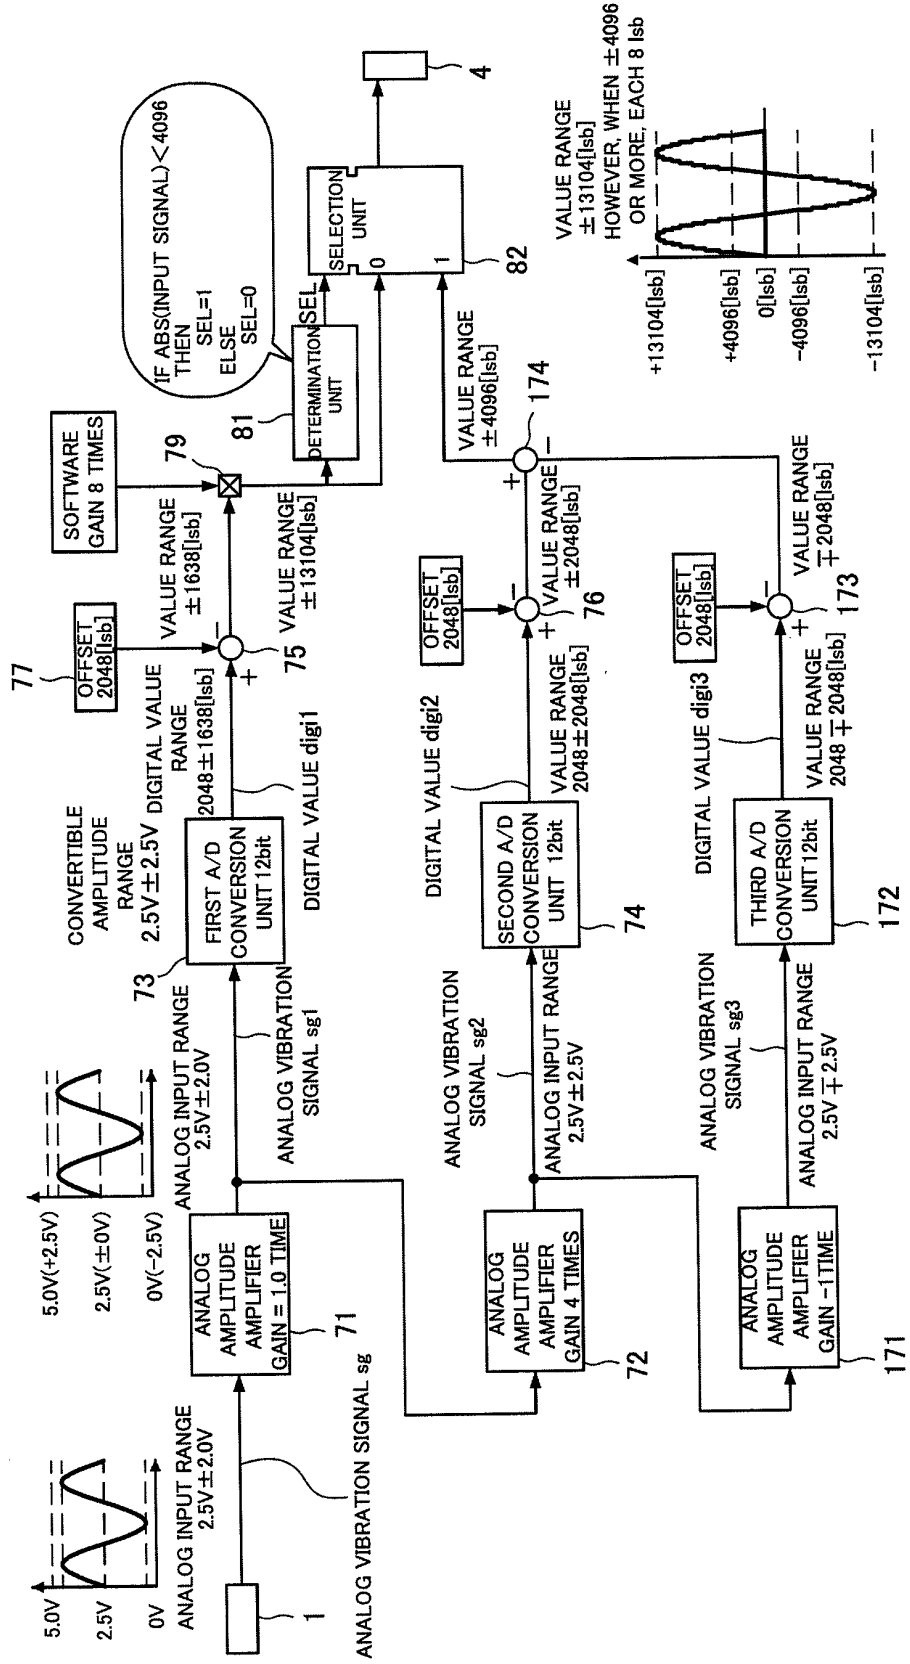 5.0V
2.5V
0V
ANALOG INPUT RANGE
2.5V±2.0V
1
ANALOG VIBRATION SIGNAL sg
5.0V(+2.5V)
2.5V(±0V)
0V(-2.5V)
ANALOG
AMPLITUDE
AMPLIFIER
GAIN = 1.0 TIME
71
ANALOG INPUT RANGE
2.5V±2.0V
ANALOG VIBRATION
SIGNAL sg1
CONVERTIBLE
AMPLITUDE
RANGE
2.5V±2.5V
73
FIRST A/D
CONVERSION
UNIT 12bit
DIGITAL VALUE
RANGE
2048±1638[lsb]
DIGITAL VALUE digi1
77
OFFSET
2048[lsb]
−
+
75
VALUE RANGE
±1638[lsb]
SOFTWARE
GAIN 8 TIMES
79
VALUE RANGE
±13104[lsb]
IF ABS(INPUT SIGNAL)<4096
THEN
SEL=1
ELSE
SEL=0
81
DETERMINATION
UNIT
SEL
SELECTION
UNIT
0
1
82
4
ANALOG
AMPLITUDE
AMPLIFIER
GAIN 4 TIMES
72
ANALOG VIBRATION
SIGNAL sg2
ANALOG INPUT RANGE
2.5V±2.5V
SECOND A/D
CONVERSION
UNIT 12bit
74
DIGITAL VALUE digi2
VALUE RANGE
2048±2048[lsb]
OFFSET
2048[lsb]
−
+
76
VALUE RANGE
±2048[lsb]
+
−
174
VALUE RANGE
±4096[lsb]
ANALOG
AMPLITUDE
AMPLIFIER
GAIN -1TIME
171
ANALOG VIBRATION
SIGNAL sg3
ANALOG INPUT RANGE
2.5V∓2.5V
THIRD A/D
CONVERSION
UNIT12bit
172
DIGITAL VALUE digi3
VALUE RANGE
2048∓2048[lsb]
OFFSET
2048[lsb]
−
+
173
VALUE RANGE
∓2048[lsb]
VALUE RANGE
±13104[lsb]
HOWEVER, WHEN ±4096
OR MORE, EACH 8 lsb
+13104[lsb]
+4096[lsb]
0[lsb]
-4096[lsb]
-13104[lsb]